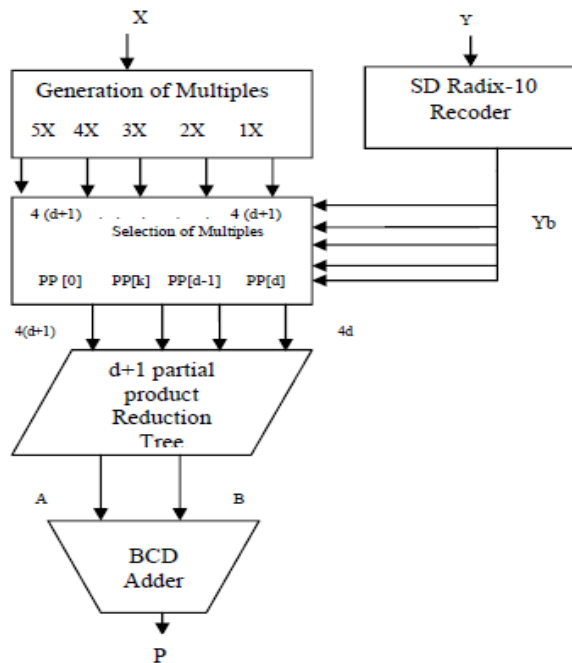 X
Y
Generation of Multiples
5X 4X 3X 2X 1X
SD Radix-10
Recoder
4 (d+1) . . . . . . 4 (d+1)
Selection of Multiples
Yb
PP [0] PP[k] PP[d-1] PP[d]
4(d+1)
4d
d+1 partial
product
Reduction
Tree
A
B
BCD
Adder
P